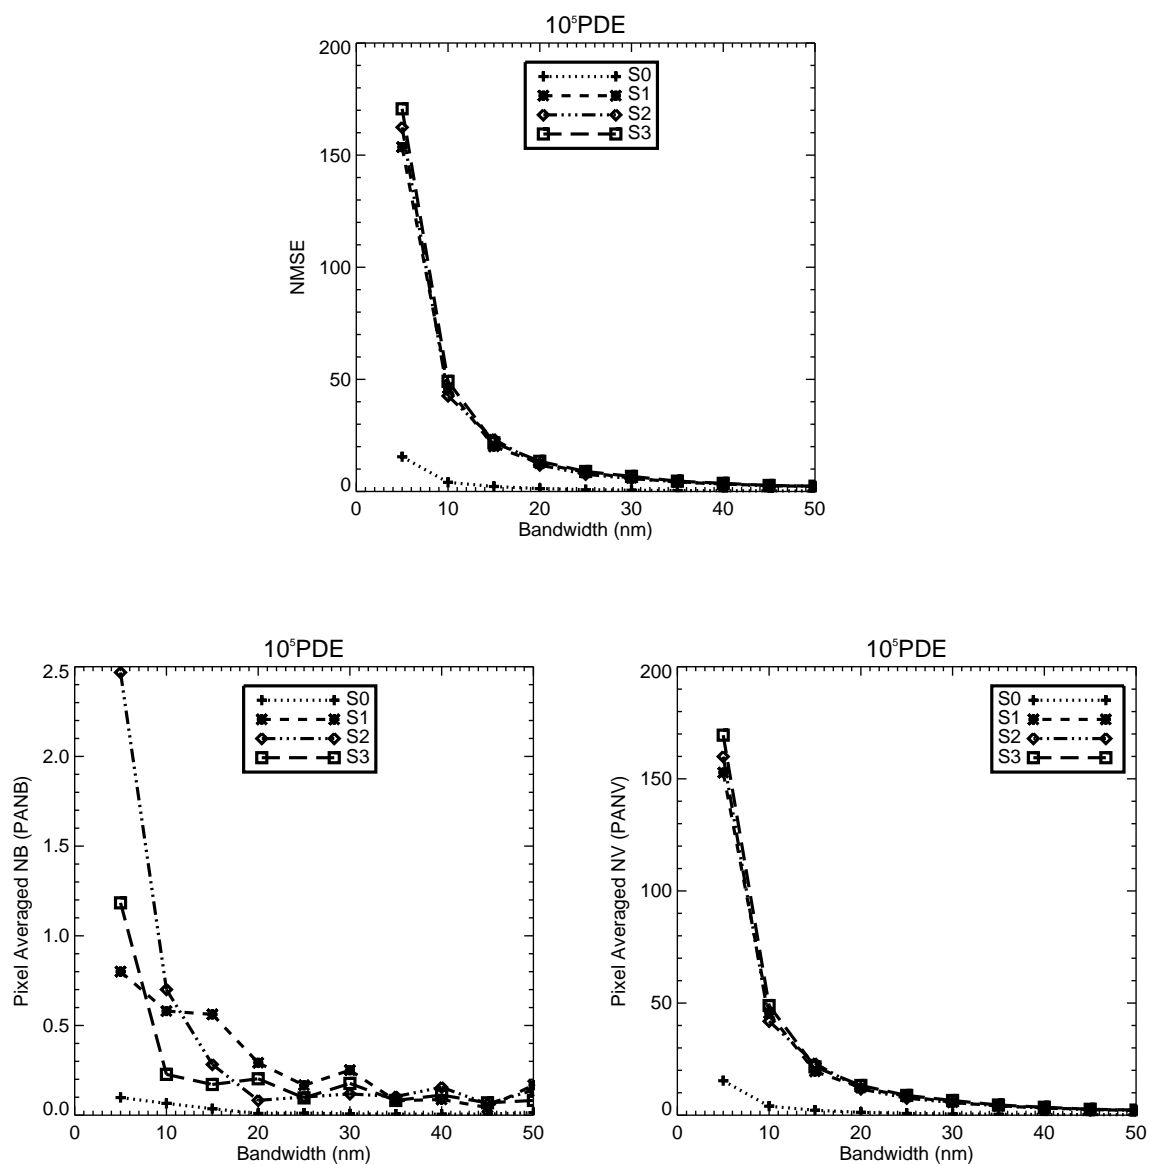 10⁵PDE
200
150
100
50
0
NMSE
S0
S1
S2
S3
0 10 20 30 40 50
Bandwidth (nm)
10⁵PDE
2.5
2.0
1.5
1.0
0.5
0.0
Pixel Averaged NB (PANB)
S0
S1
S2
S3
0 10 20 30 40 50
Bandwidth (nm)
10⁵PDE
200
150
100
50
0
Pixel Averaged NV (PANV)
S0
S1
S2
S3
0 10 20 30 40 50
Bandwidth (nm)